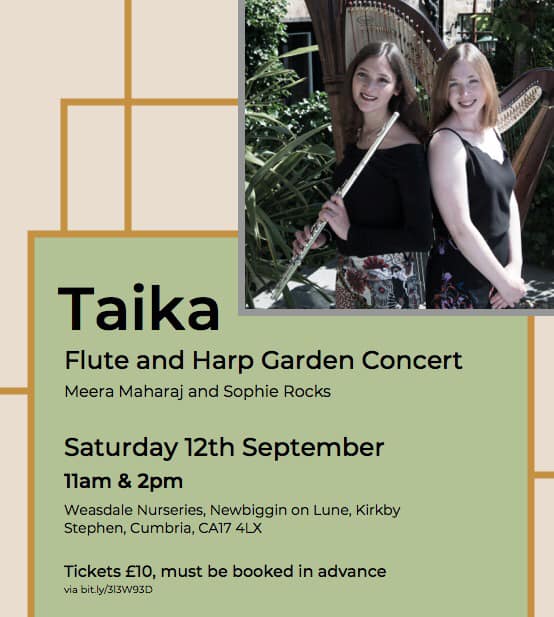 Taika
Flute and Harp Garden Concert
Meera Maharaj and Sophie Rocks
Saturday 12th September
11am & 2pm
Weasdale Nurseries, Newbiggin on Lune, Kirkby
Stephen, Cumbria, CA17 4LX
Tickets £10, must be booked in advance
via bit.ly/3l3W93D